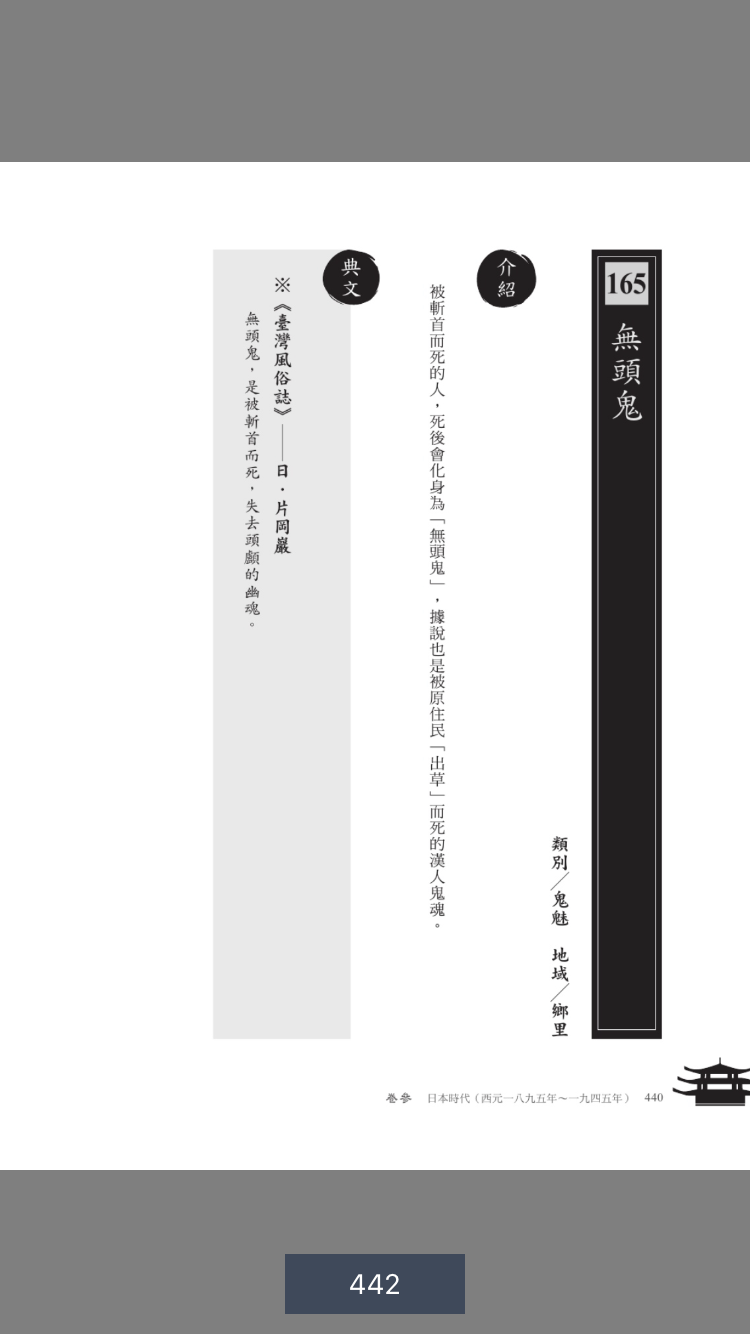 165
無頭鬼
類別／鬼魅　地域／鄉里
介紹
被斬首而死的人，死後會化身為「無頭鬼」，據說也是被原住民「出草」而死的漢人鬼魂。
典文
※《臺灣風俗誌》——日．片岡巖
無頭鬼，是被斬首而死，失去頭顱的幽魂。
卷參　日本時代（西元一八九五年～一九四五年）　440
442